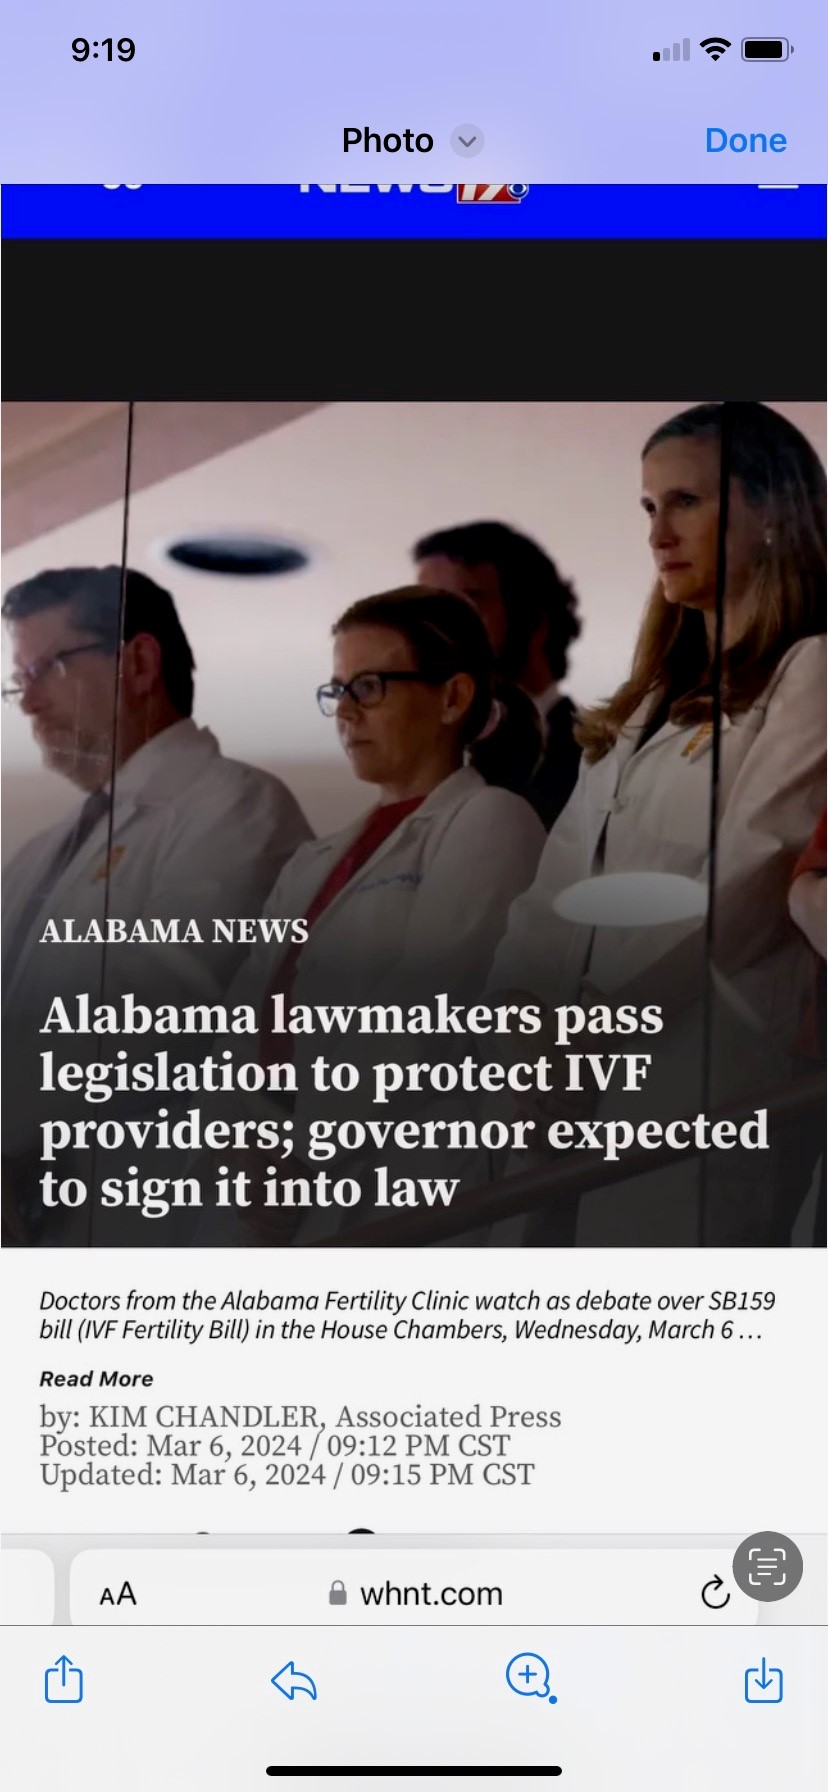 9:19
Photo
Done
NEWS 19
ALABAMA NEWS
Alabama lawmakers pass
legislation to protect IVF
providers; governor expected
to sign it into law
Doctors from the Alabama Fertility Clinic watch as debate over SB159
bill (IVF Fertility Bill) in the House Chambers, Wednesday, March 6 …
Read More
by: KIM CHANDLER, Associated Press
Posted: Mar 6, 2024 / 09:12 PM CST
Updated: Mar 6, 2024 / 09:15 PM CST
AA
whnt.com